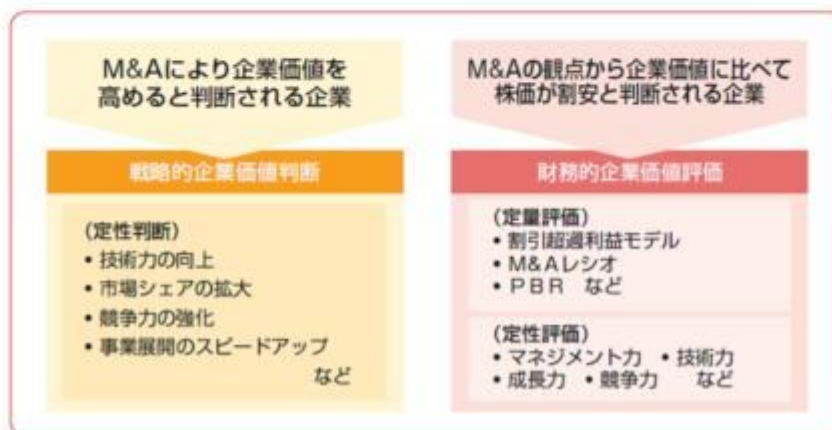 M&Aにより企業価値を
高めると判断される企業
戦略的企業価値判断
(定性判断)
• 技術力の向上
• 市場シェアの拡大
• 競争力の強化
• 事業展開のスピードアップ
など
M&Aの観点から企業価値に比べて
株価が割安と判断される企業
財務的企業価値評価
(定量評価)
• 割引超過利益モデル
• M&Aレシオ
• PBR など
(定性評価)
• マネジメント力 • 技術力
• 成長力 • 競争力 など